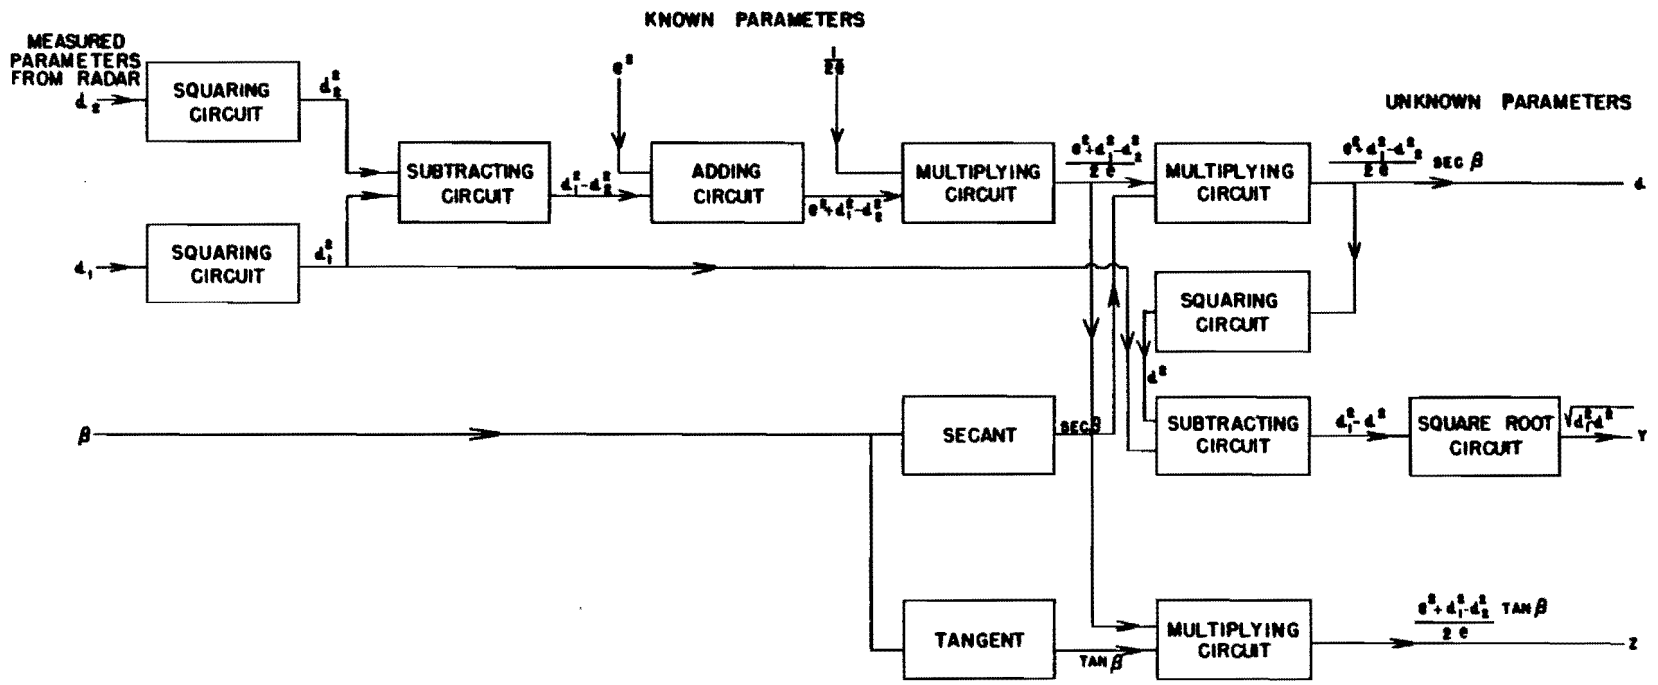 KNOWN PARAMETERS
MEASURED
PARAMETERS
FROM RADAR
UNKNOWN PARAMETERS
d₂
SQUARING
CIRCUIT
d₂²
e²
1/2e
SUBTRACTING
CIRCUIT
d₁²-d₂²
ADDING
CIRCUIT
e²+d₁²-d₂²
MULTIPLYING
CIRCUIT
e²+d₁²-d₂²
2 e
MULTIPLYING
CIRCUIT
e²+d₁²-d₂² SEC β
2 e
d
d₁
SQUARING
CIRCUIT
d₁²
SQUARING
CIRCUIT
d²
β
SECANT
SEC β
SUBTRACTING
CIRCUIT
d₁²-d²
SQUARE ROOT
CIRCUIT
√d₁²-d²
Y
TANGENT
TAN β
MULTIPLYING
CIRCUIT
e²+d₁²-d₂² TAN β
2 e
Z